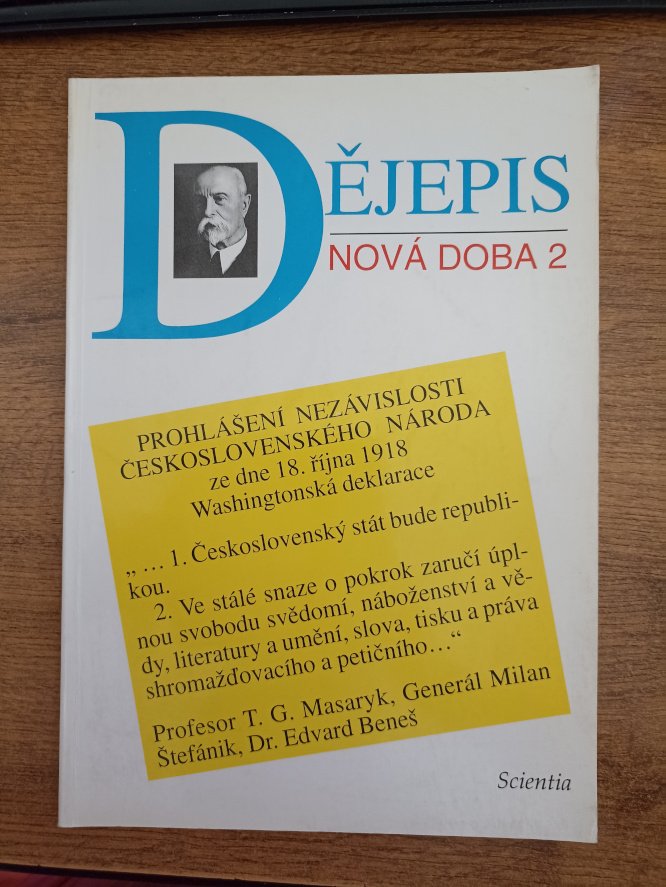 DĚJEPIS
NOVÁ DOBA 2
PROHLÁŠENÍ NEZÁVISLOSTI
ČESKOSLOVENSKÉHO NÁRODA
ze dne 18. října 1918
Washingtonská deklarace
„ … 1. Československý stát bude republi-
kou.
2. Ve stálé snaze o pokrok zaručí úpl-
nou svobodu svědomí, náboženství a vě-
dy, literatury a umění, slova, tisku a práva
shromažďovacího a petičního…“
Profesor T. G. Masaryk, Generál Milan
Štefánik, Dr. Edvard Beneš
Scientia